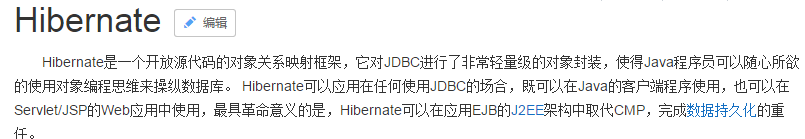 Hibernate 编辑
Hibernate是一个开放源代码的对象关系映射框架，它对JDBC进行了非常轻量级的对象封装，使得Java程序员可以随心所欲
的使用对象编程思维来操纵数据库。 Hibernate可以应用在任何使用JDBC的场合，既可以在Java的客户端程序使用，也可以在
Servlet/JSP的Web应用中使用，最具革命意义的是，Hibernate可以在应用EJB的J2EE架构中取代CMP，完成数据持久化的重
任。